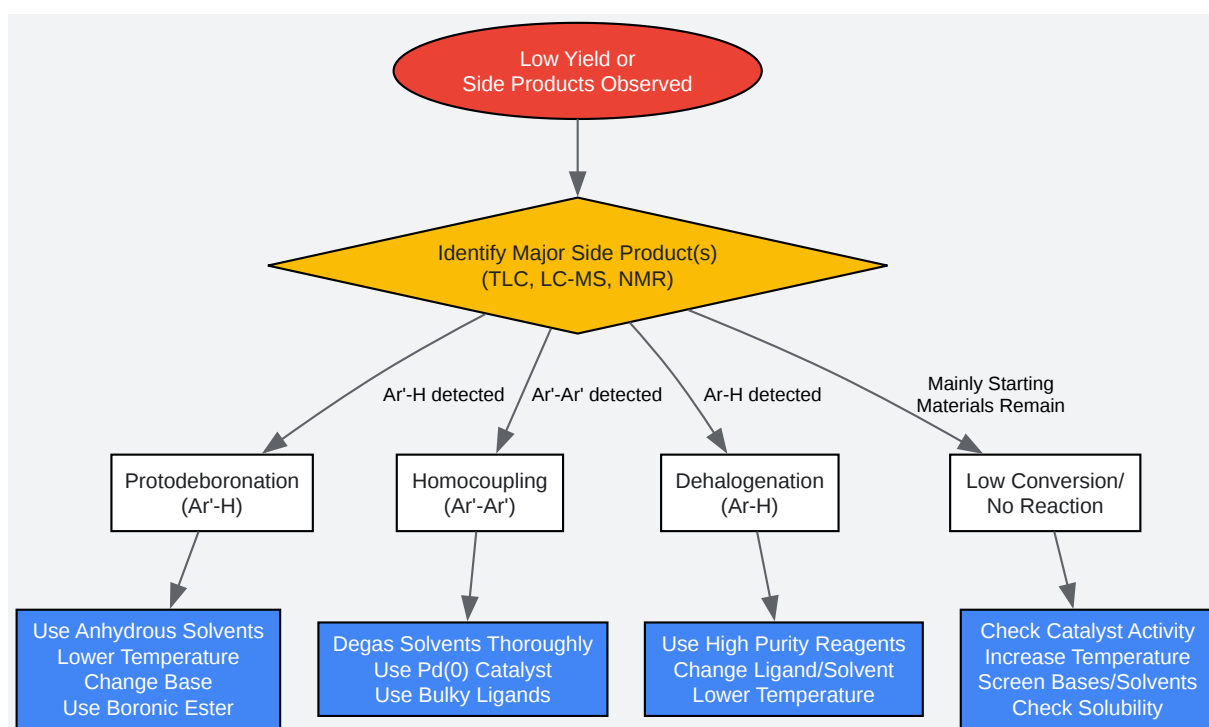 Low Yield or
Side Products Observed
Identify Major Side Product(s)
(TLC, LC-MS, NMR)
Ar'-H detected
Ar'-Ar' detected
Ar-H detected
Mainly Starting
Materials Remain
Protodeboronation
(Ar'-H)
Homocoupling
(Ar'-Ar')
Dehalogenation
(Ar-H)
Low Conversion/
No Reaction
Use Anhydrous Solvents
Lower Temperature
Change Base
Use Boronic Ester
Degas Solvents Thoroughly
Use Pd(0) Catalyst
Use Bulky Ligands
Use High Purity Reagents
Change Ligand/Solvent
Lower Temperature
Check Catalyst Activity
Increase Temperature
Screen Bases/Solvents
Check Solubility